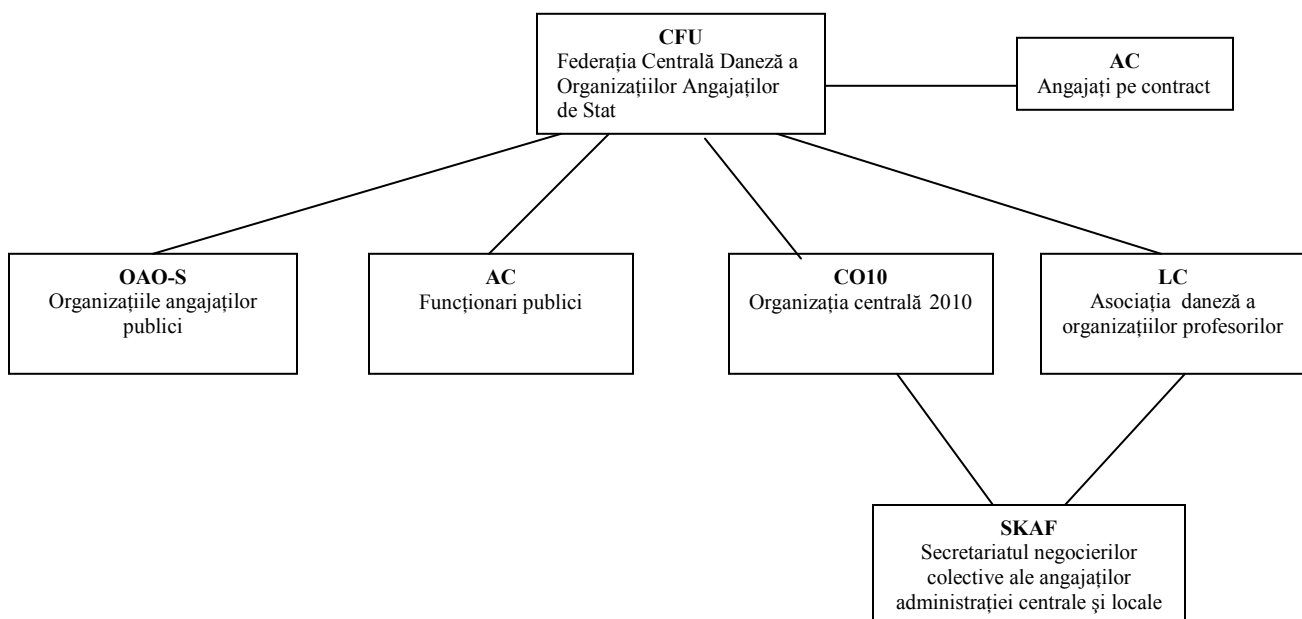 CFU
Federația Centrală Daneză a
Organizațiilor Angajaților
de Stat
AC
Angajați pe contract
OAO-S
Organizațiile angajaților
publici
AC
Funcționari publici
CO10
Organizația centrală 2010
LC
Asociația daneză a
organizațiilor profesorilor
SKAF
Secretariatul negocierilor
colective ale angajaților
administrației centrale și locale